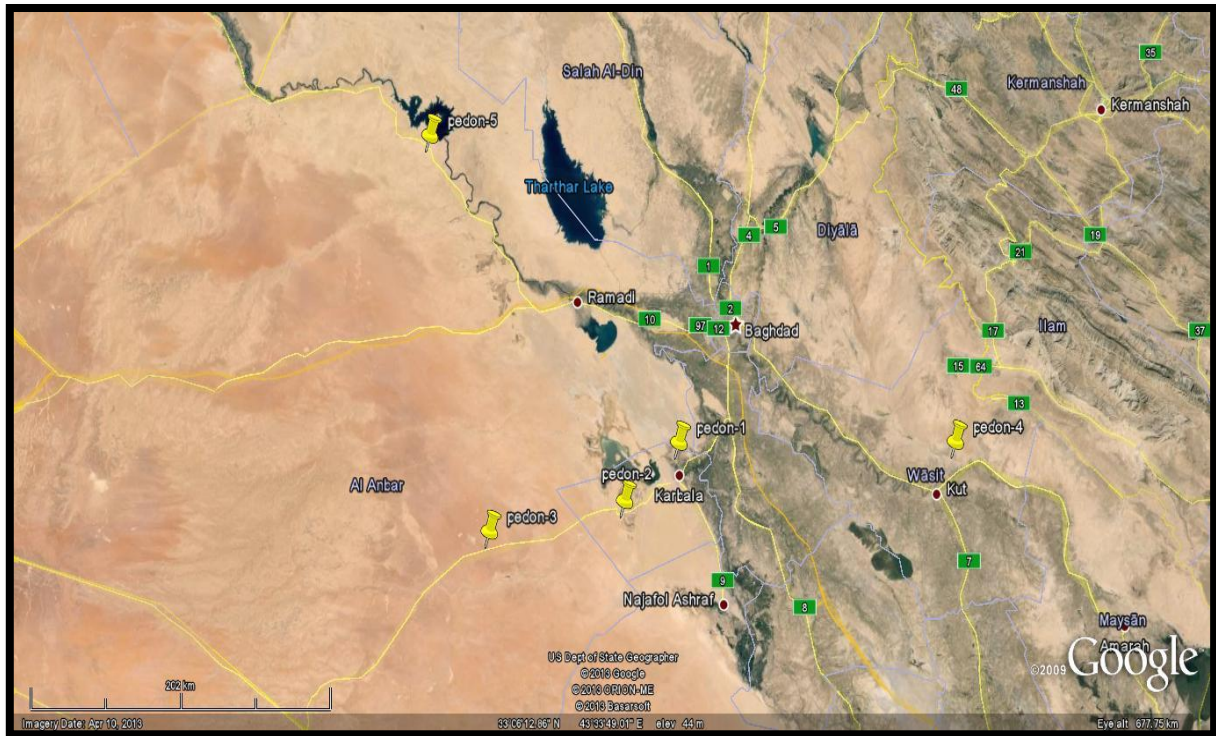 35
Salah Al-Din
Kermanshah
48
Kermanshah
pedon-5
Tharthar Lake
4
5
Diyālá
19
21
1
Ramadi
2
10
97
12
Baghdad
17
Ilam
37
15
64
13
pedon-1
pedon-4
pedon-2
Karbala
Wāsit
Al Anbar
Kut
pedon-3
7
9
Najafol Ashraf
8
Maysān
Amarah
US Dept of State Geographer
©2013 Google
©2013 ORION-ME
©2013 Basarsoft
©2009 Google
202 km
Imagery Date: Apr 10, 2013
33°06'12.86" N 43°33'49.01" E elev 44 m
Eye alt 677.75 km